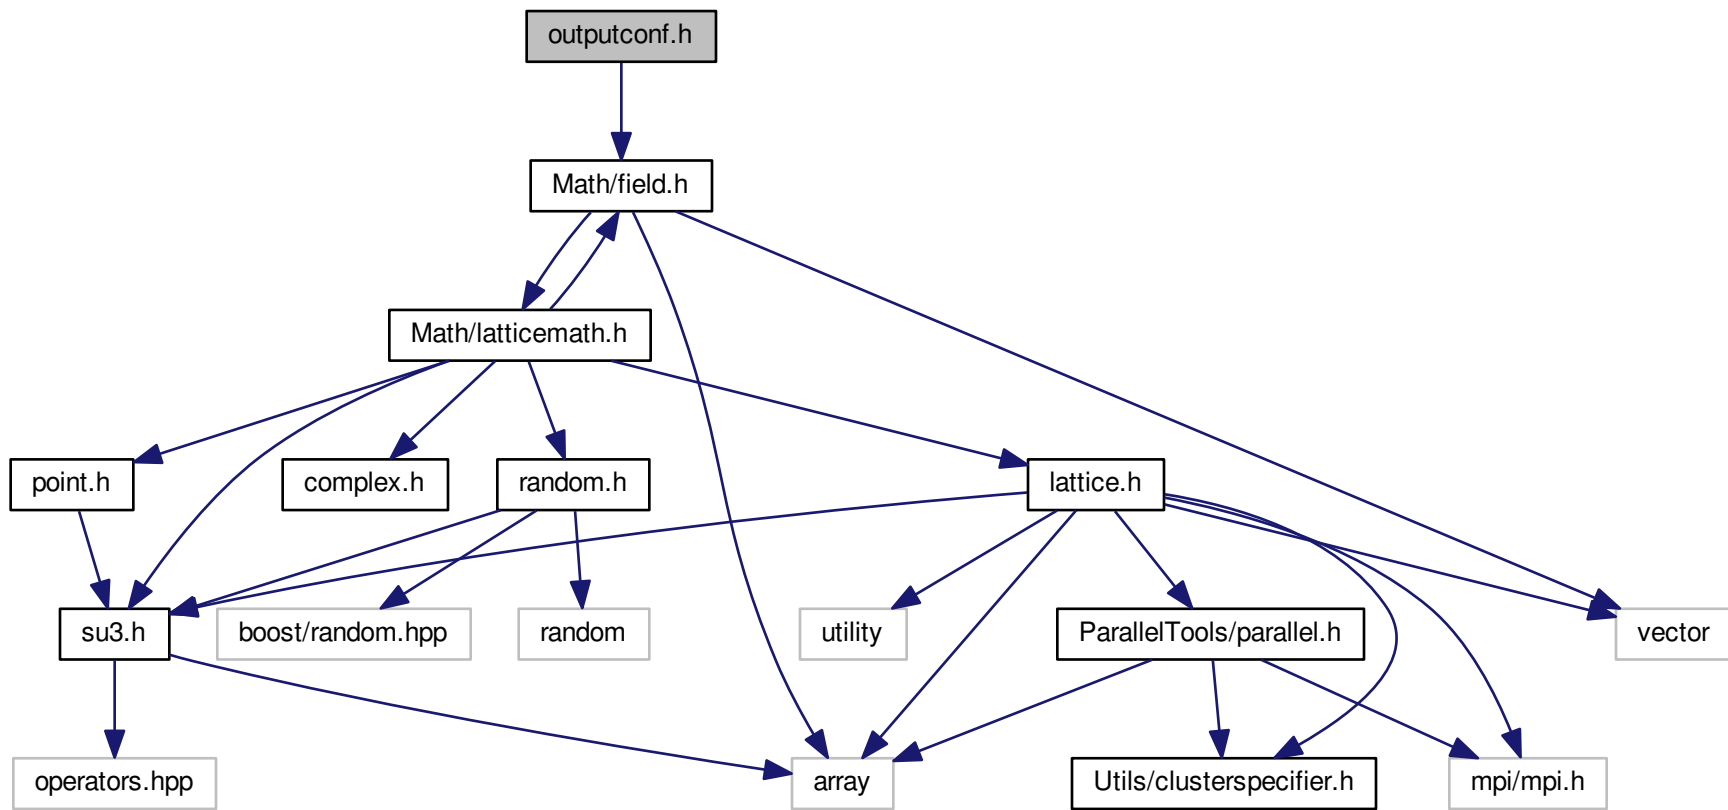 outputconf.h
Math/field.h
Math/latticemath.h
point.h
complex.h
random.h
lattice.h
su3.h
boost/random.hpp
random
utility
ParallelTools/parallel.h
vector
operators.hpp
array
Utils/clusterspecifier.h
mpi/mpi.h